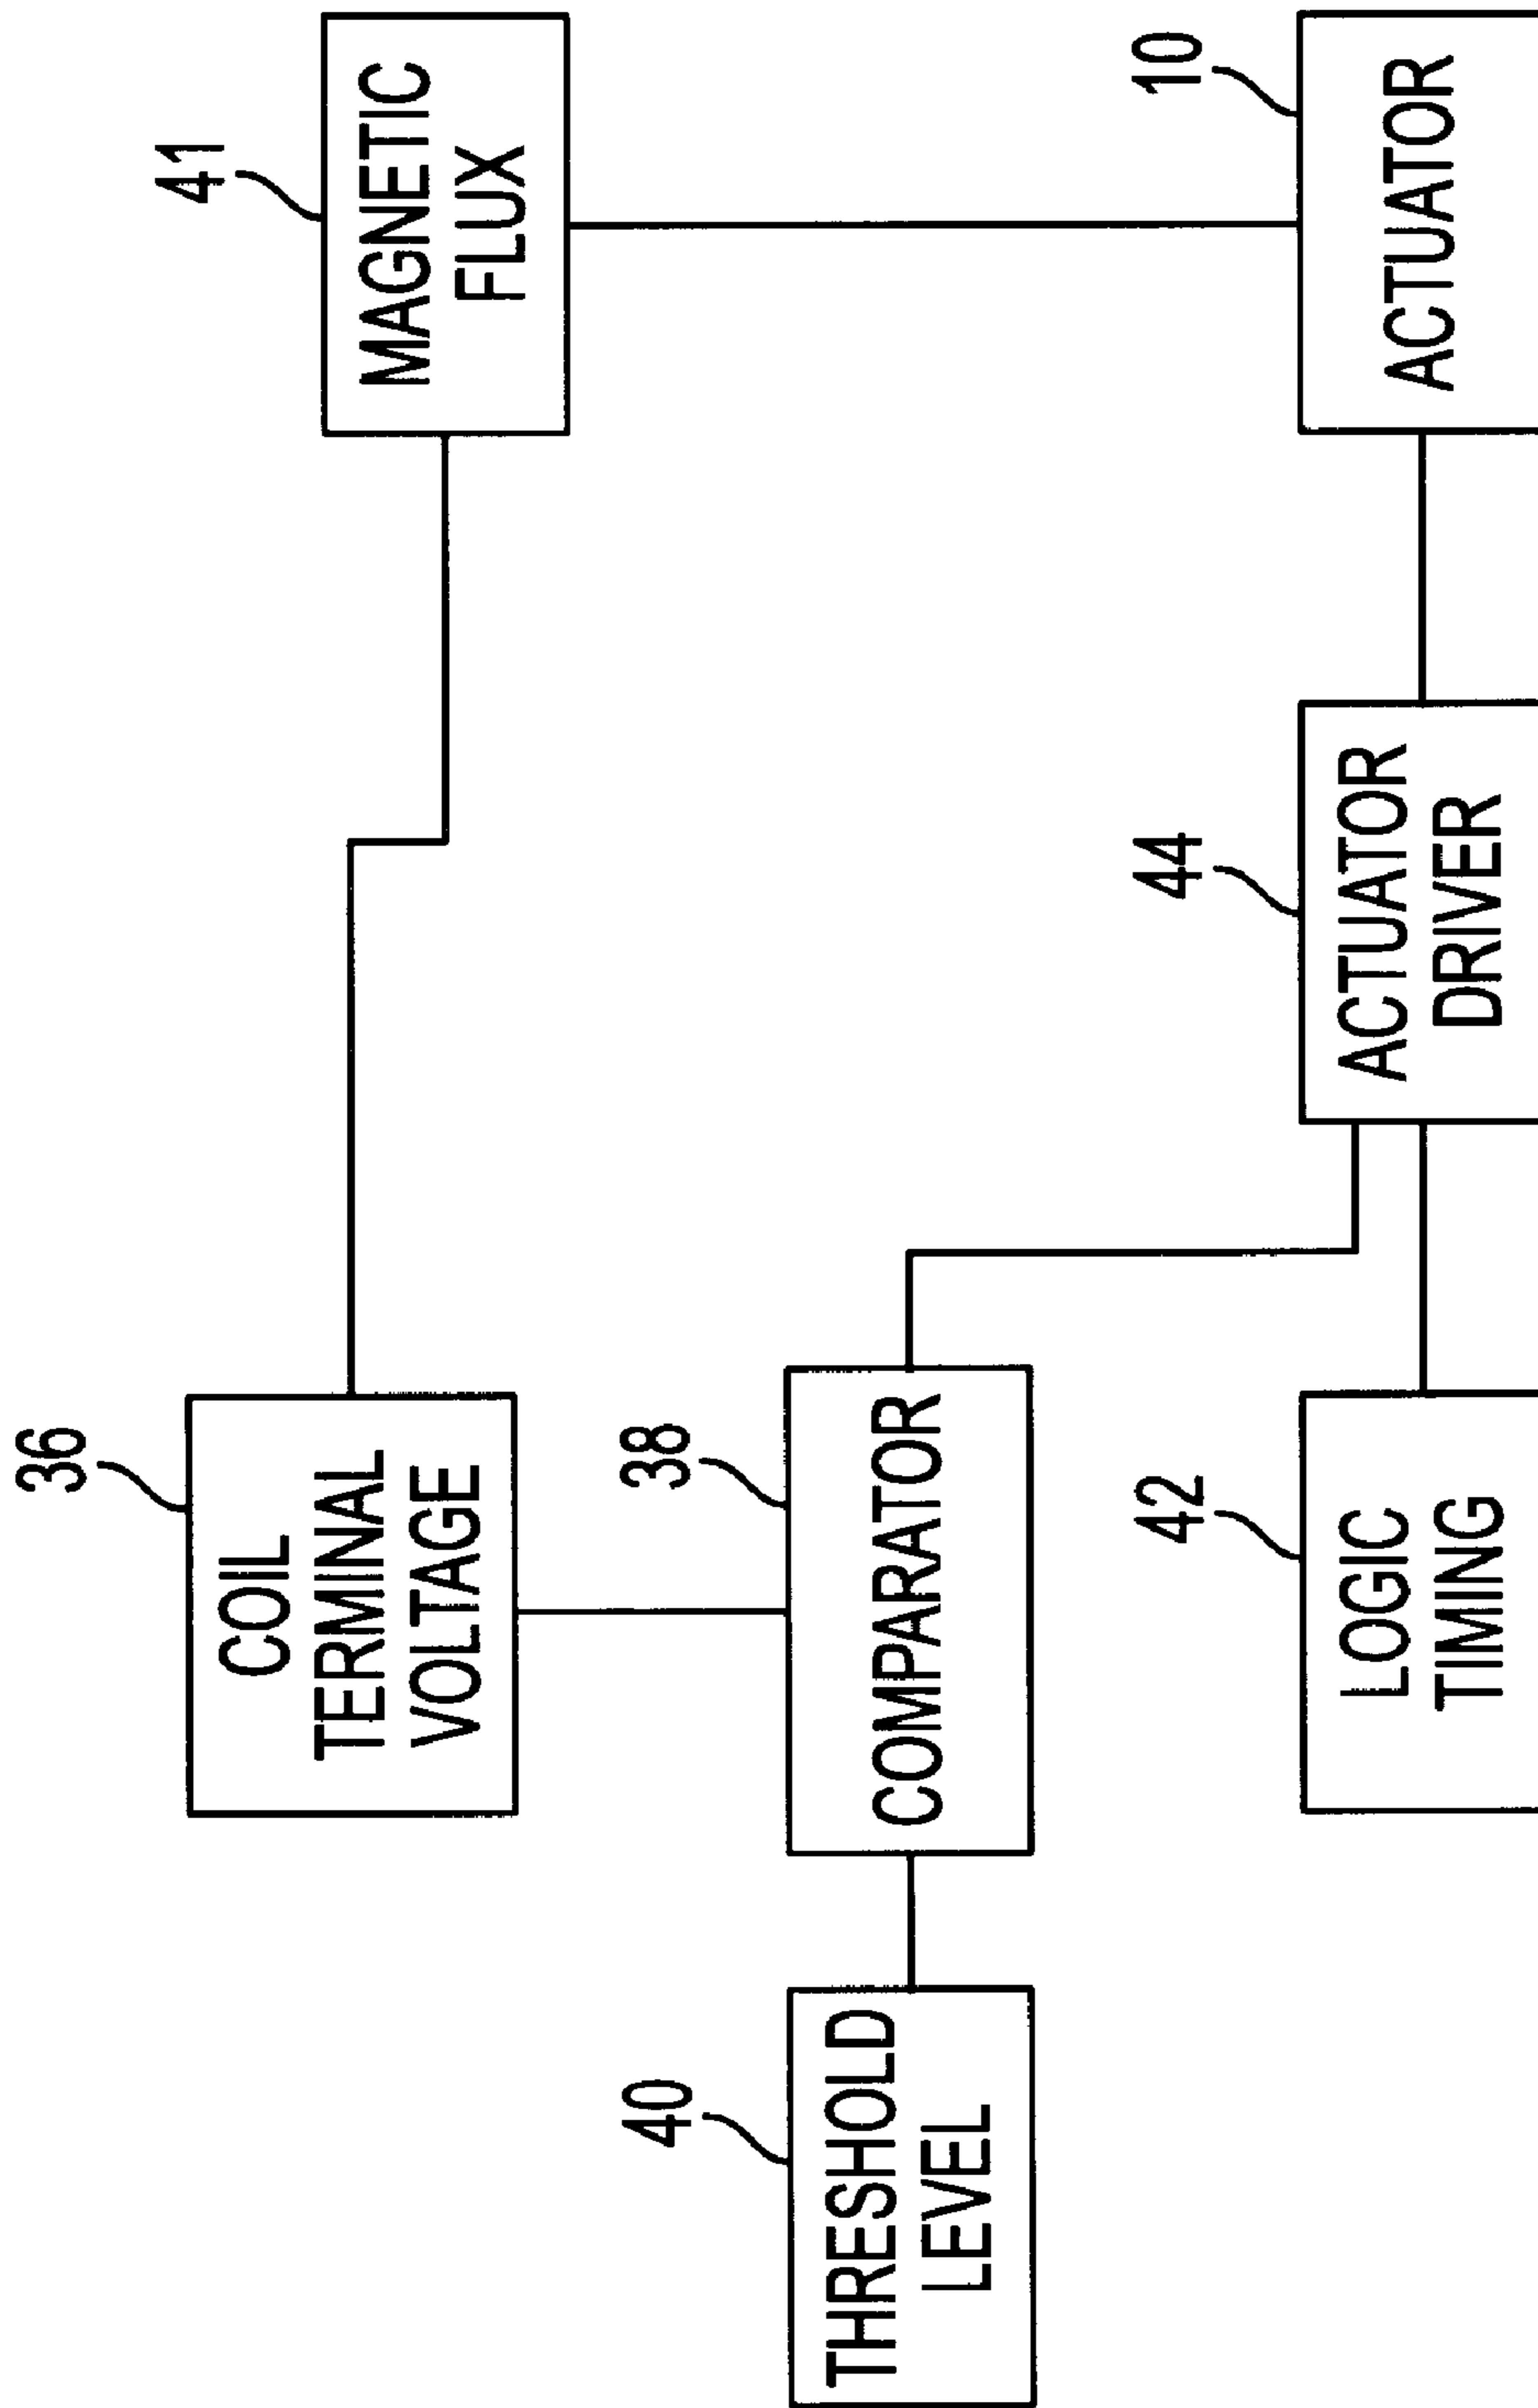 36
COIL
TERMINAL
VOLTAGE
41
MAGNETIC
FLUX
40
THRESHOLD
LEVEL
38
COMPARATOR
42
LOGIC
TIMING
44
ACTUATOR
DRIVER
10
ACTUATOR